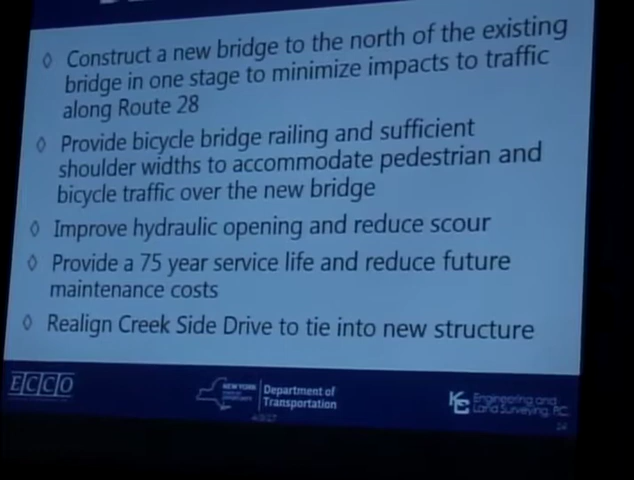 ◊ Construct a new bridge to the north of the existing
bridge in one stage to minimize impacts to traffic
along Route 28
◊ Provide bicycle bridge railing and sufficient
shoulder widths to accommodate pedestrian and
bicycle traffic over the new bridge
◊ Improve hydraulic opening and reduce scour
◊ Provide a 75 year service life and reduce future
maintenance costs
◊ Realign Creek Side Drive to tie into new structure
ECCO
NEW YORK
Department of
Transportation
KC
Engineering and
Land Surveying, P.C.